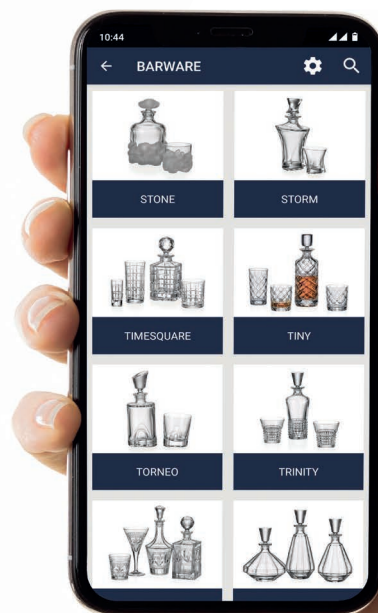 10:44
BARWARE
STONE
STORM
TIMESQUARE
TINY
TORNEO
TRINITY